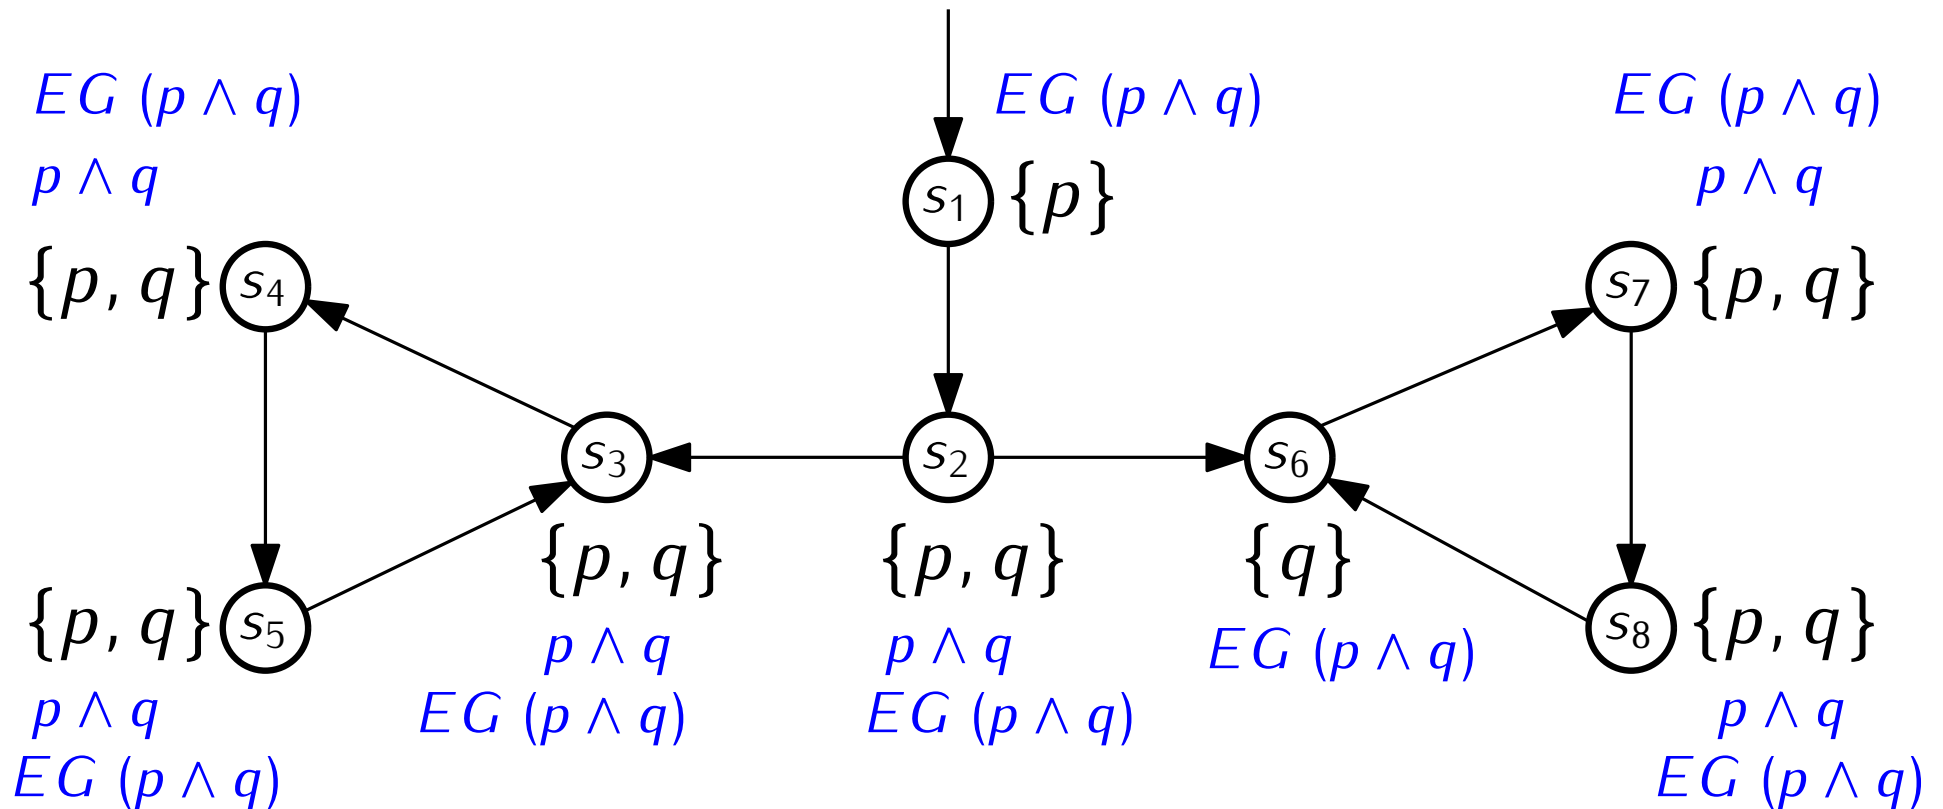 EG (p ∧ q)
EG (p ∧ q)
EG (p ∧ q)
p ∧ q
p ∧ q
s1 {p}
{p, q} s4
s7 {p, q}
s3
s2
s6
{p, q}
{p, q}
{q}
{p, q} s5
s8 {p, q}
p ∧ q
p ∧ q
EG (p ∧ q)
p ∧ q
EG (p ∧ q)
EG (p ∧ q)
p ∧ q
EG (p ∧ q)
EG (p ∧ q)